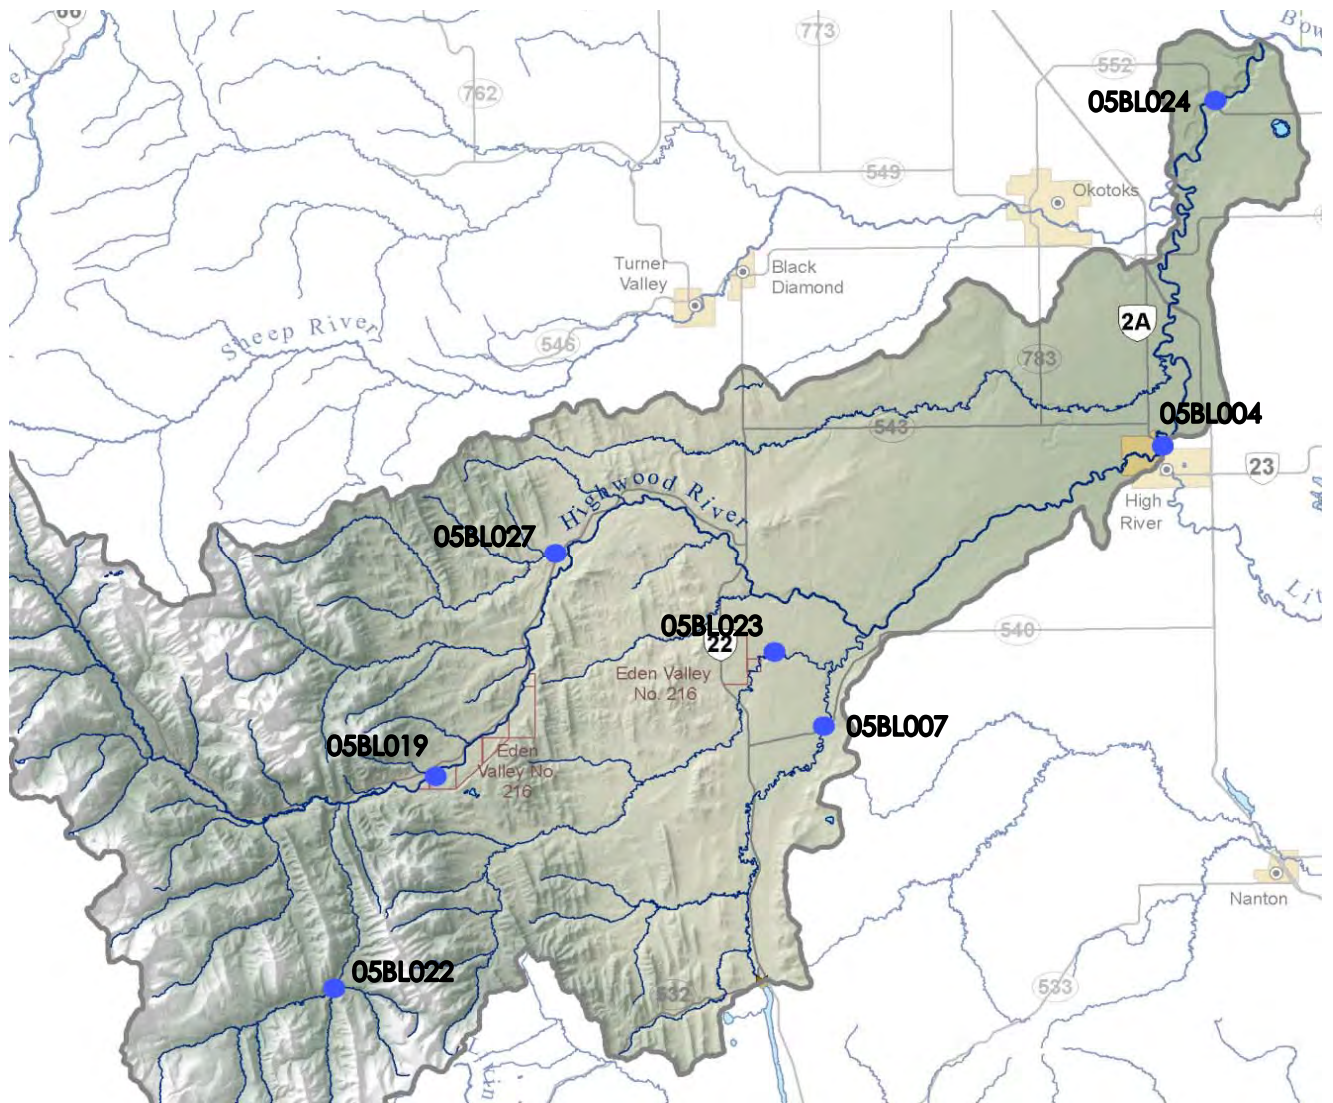 66
Bow
773
552
762
05BL024
549
Okotoks
Turner
Valley
Black
Diamond
Sheep River
2A
546
783
05BL004
543
23
Highwood River
High
River
05BL027
05BL023
22
540
Eden Valley
No. 216
05BL007
05BL019
Eden
Valley No.
216
Nanton
05BL022
532
533